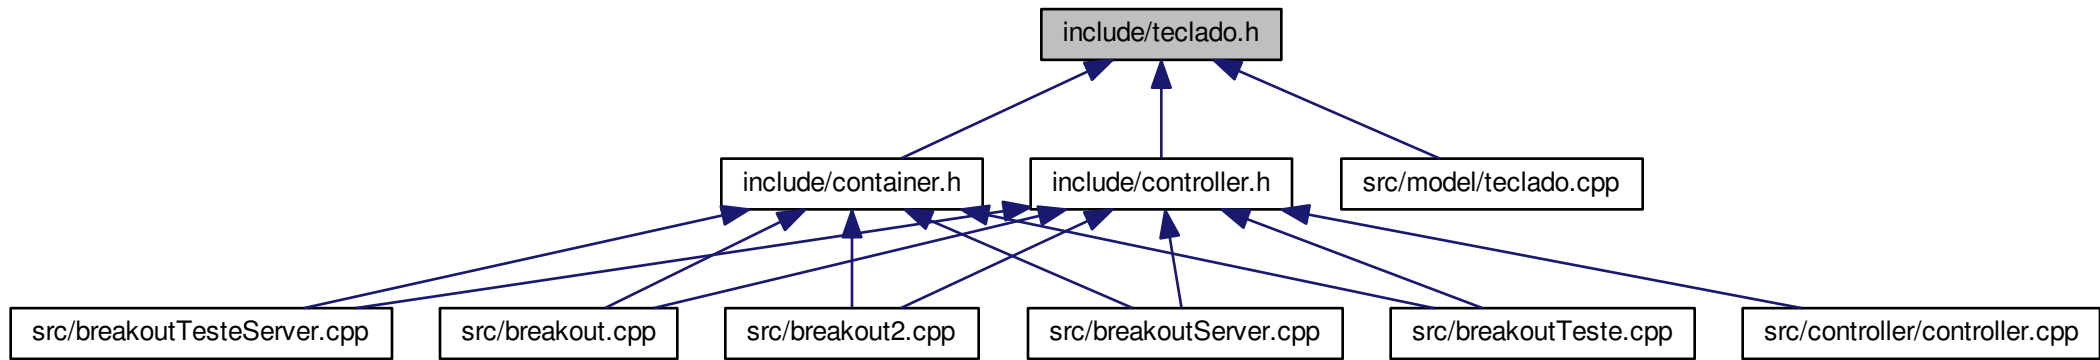 include/teclado.h
include/container.h
include/controller.h
src/model/teclado.cpp
src/breakoutTesteServer.cpp
src/breakout.cpp
src/breakout2.cpp
src/breakoutServer.cpp
src/breakoutTeste.cpp
src/controller/controller.cpp